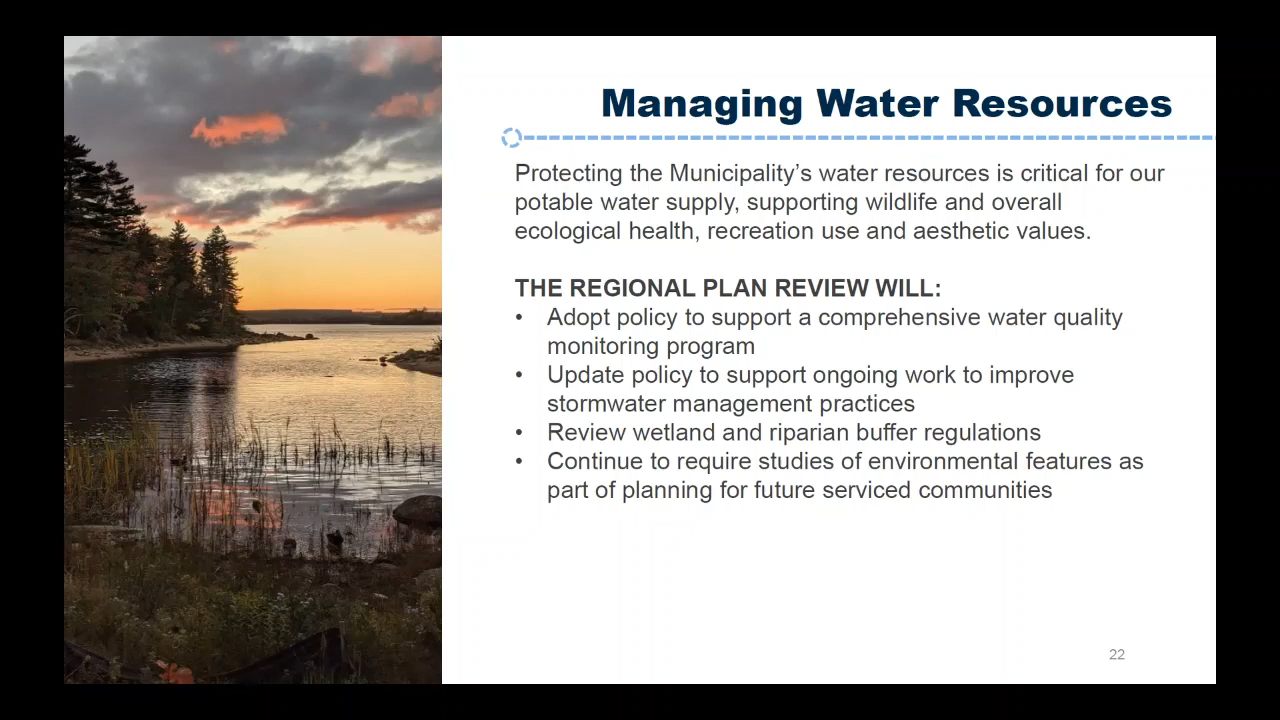 Managing Water Resources
Protecting the Municipality’s water resources is critical for our
potable water supply, supporting wildlife and overall
ecological health, recreation use and aesthetic values.
THE REGIONAL PLAN REVIEW WILL:
• Adopt policy to support a comprehensive water quality
monitoring program
• Update policy to support ongoing work to improve
stormwater management practices
• Review wetland and riparian buffer regulations
• Continue to require studies of environmental features as
part of planning for future serviced communities
22